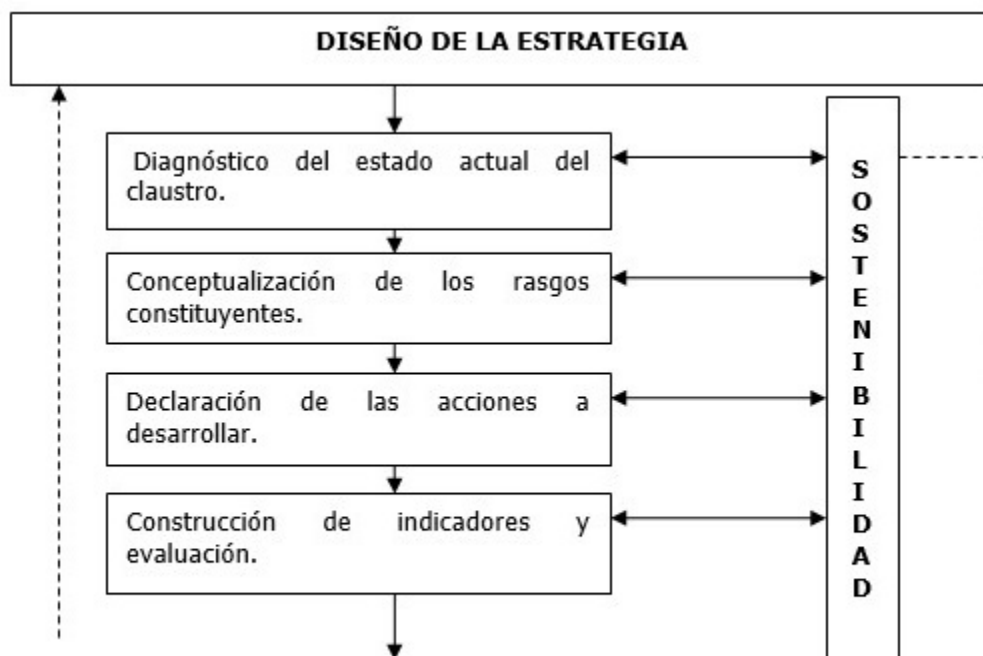 DISEÑO DE LA ESTRATEGIA
Diagnóstico del estado actual del
claustro.
Conceptualización de los rasgos
constituyentes.
Declaración de las acciones a
desarrollar.
Construcción de indicadores y
evaluación.
SOSTENIBILIDAD